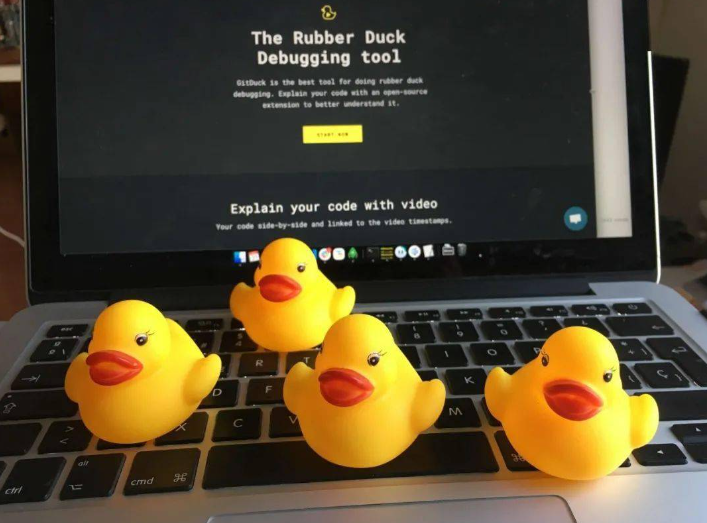 The Rubber Duck
Debugging tool
GitDuck is the best tool for doing rubber duck
debugging. Explain your code with an open-source
extension to better understand it.
START NOW
Explain your code with video
Your code side-by-side and linked to the video timestamps.
R T
I O
D F K
X C V M
alt
ctrl cmd ⌘